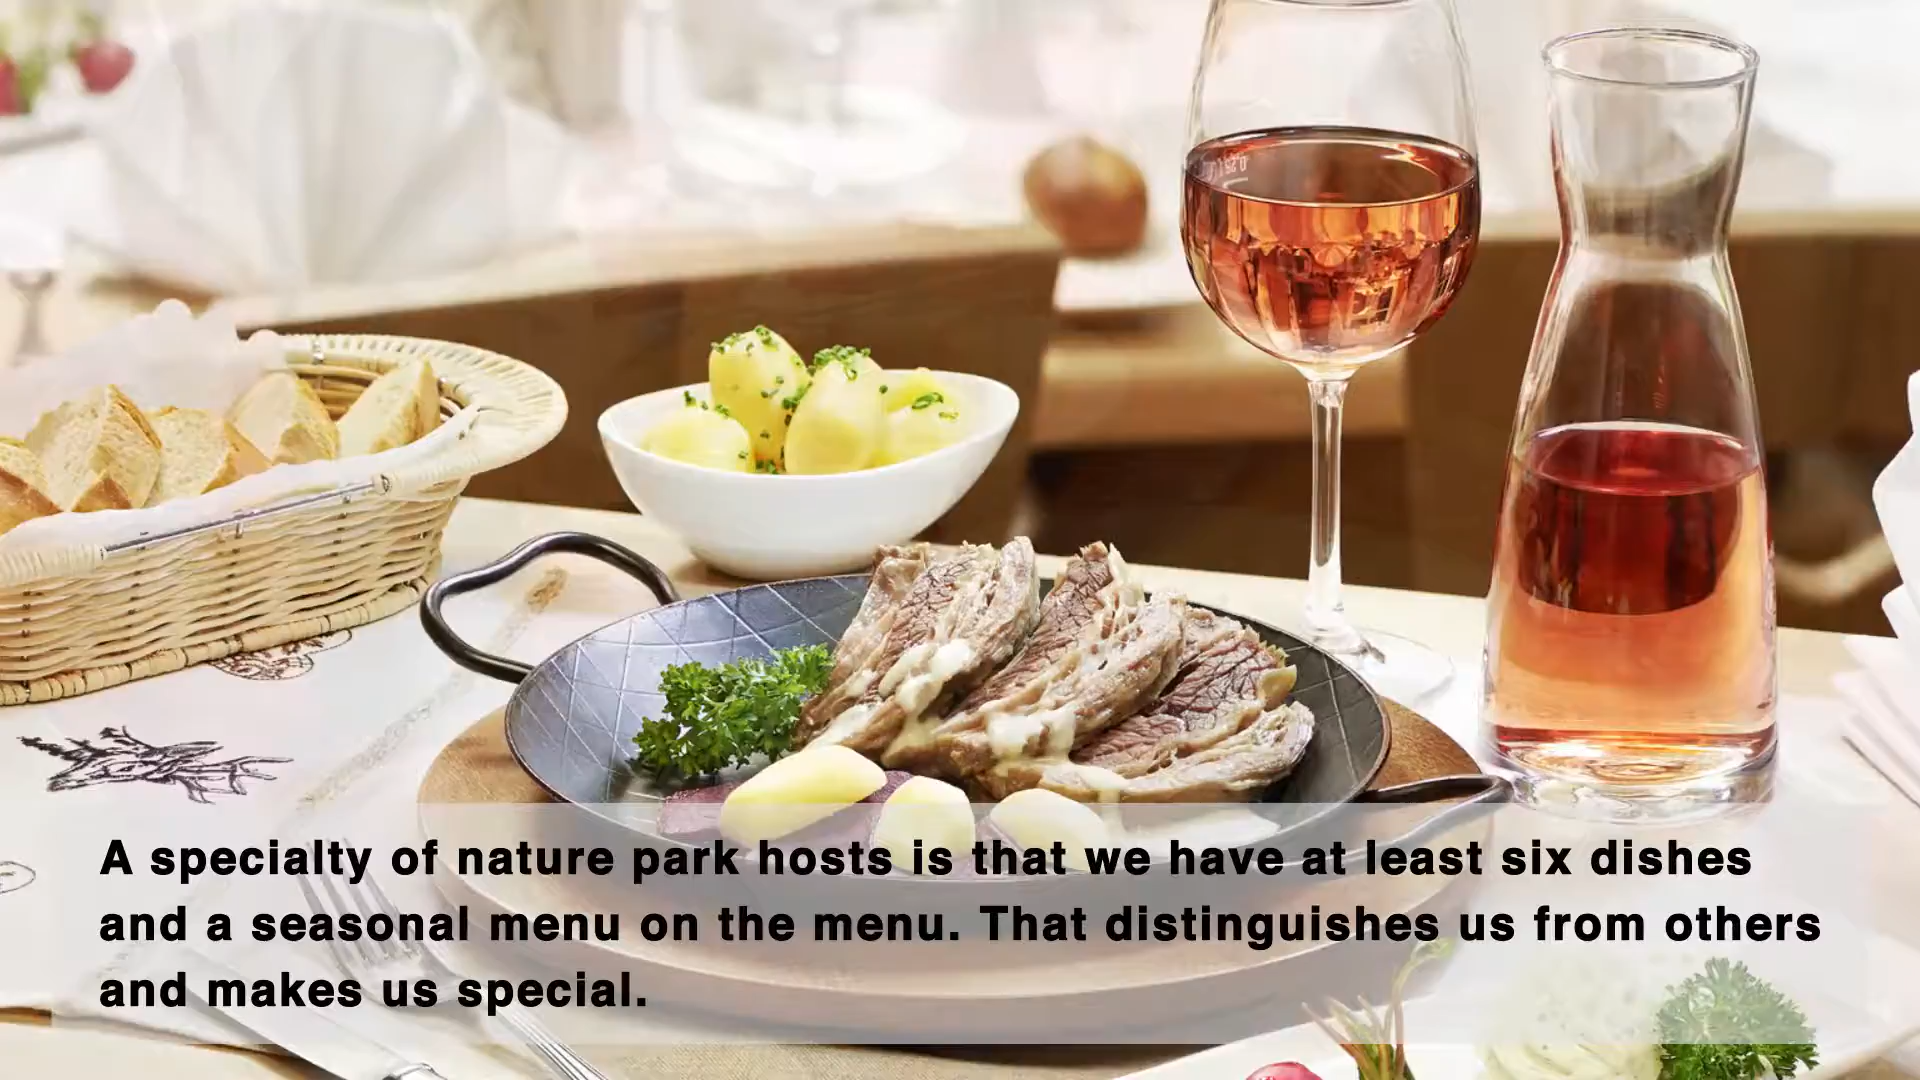 A specialty of nature park hosts is that we have at least six dishes
and a seasonal menu on the menu. That distinguishes us from others
and makes us special.